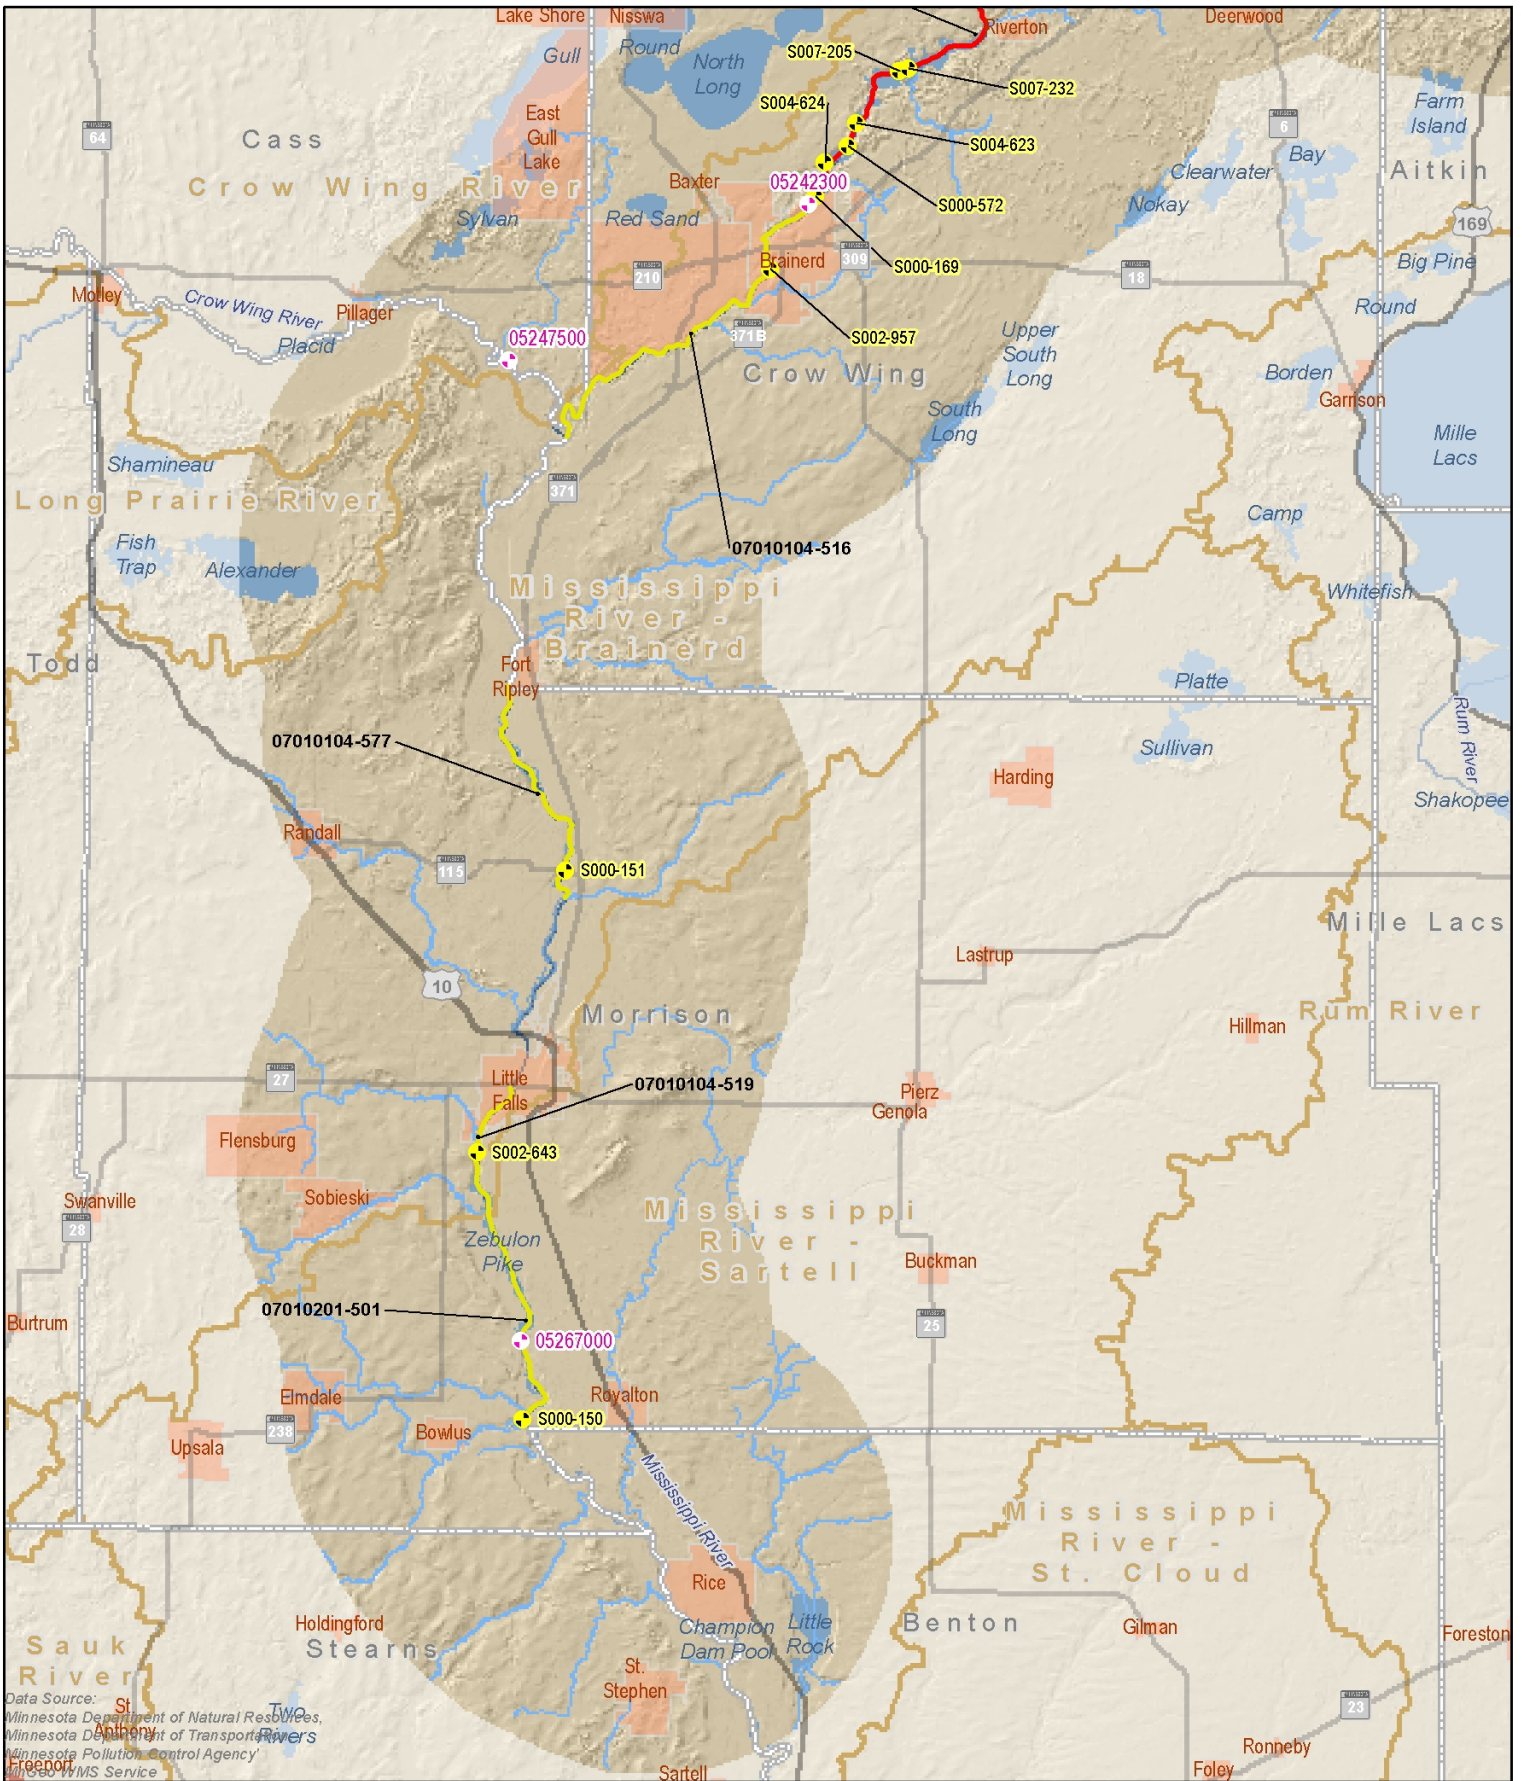 Lake Shore
Nisswa
Deerwood
Riverton
Round
Gull
North
Long
S007-205
S007-232
S004-624
S004-623
East
Gull
Lake
64
Cass
6
Farm
Island
Bay
Clearwater
Aitkin
Crow Wing River
Baxter
05242300
S000-572
Nokay
Sylvan
Red Sand
169
Brainerd
309
S000-169
210
18
Big Pine
Motley
Crow Wing River
Pillager
Placid
Round
05247500
371B
S002-957
Upper
South
Long
Crow Wing
Borden
Garrison
South
Long
Mille
Lacs
Shamineau
371
Long Prairie River
Camp
Fish
Trap
Alexander
07010104-516
Mississippi
River -
Brainerd
Whitefish
Todd
Fort
Ripley
Platte
Rum River
07010104-577
Sullivan
Harding
Shakopee
Randall
115
S000-151
Mille Lacs
Lastrup
10
Morrison
Rum River
Hillman
27
Little
Falls
07010104-519
Pierz
Genola
Flensburg
S002-643
Swanville
Sobieski
28
Mississippi
River -
Sartell
Zebulon
Pike
Buckman
07010201-501
Burtrum
25
05267000
Elmdale
Royalton
S000-150
238
Bowlus
Upsala
Mississippi River
Mississippi
River -
St. Cloud
Rice
Holdingford
Stearns
Champion
Dam Pool
Little
Rock
Benton
Gilman
Foreston
Sauk
River
St.
Stephen
23
St.
Anthony
Two
Rivers
Data Source:
Minnesota Department of Natural Resources,
Minnesota Department of Transportation,
Minnesota Pollution Control Agency
MnGeo WMS Service
Freeport
Ronneby
Foley
Sartell